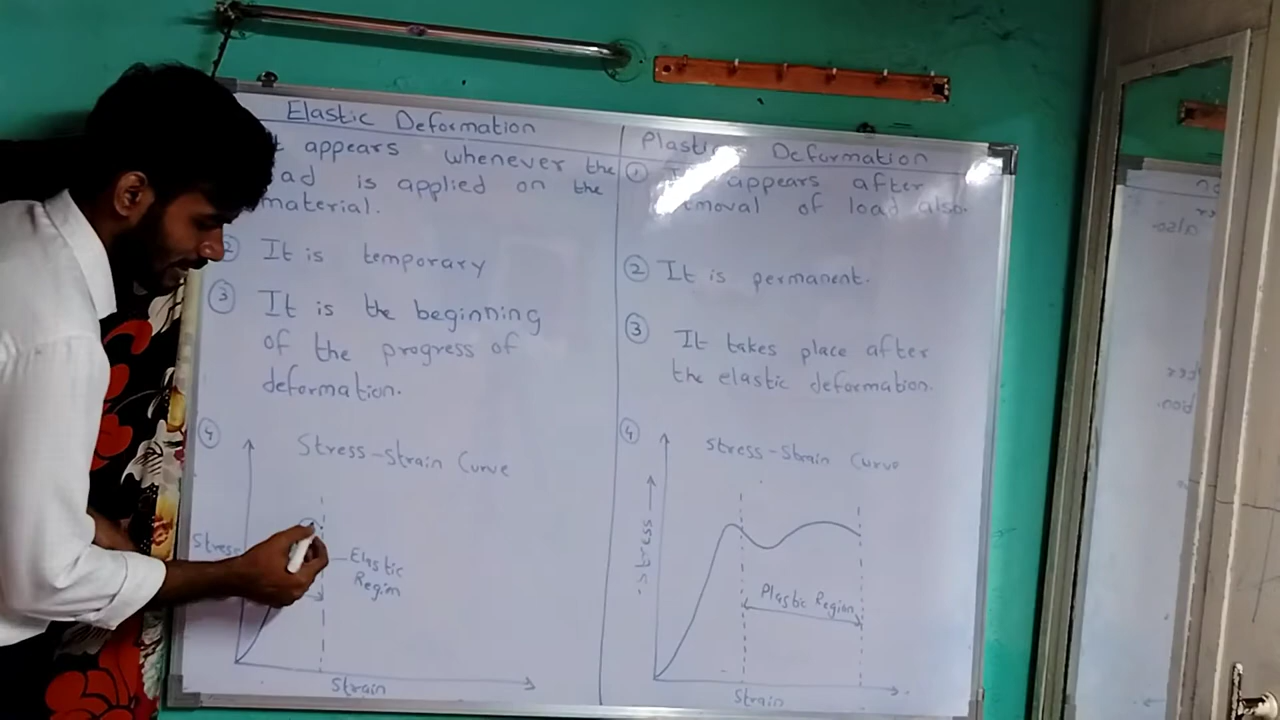 Elastic Deformation
appears whenever the
is applied on the
material.
② It is temporary
③ It is the beginning
of the progress of
deformation.
④ Stress-Strain Curve
Stress
Elastic
Region
Strain
Deformation
① appears after
of load also.
② It is permanent.
③ It takes place after
the elastic deformation.
④ Stress-Strain Curve
Stress
Plastic Region
Strain